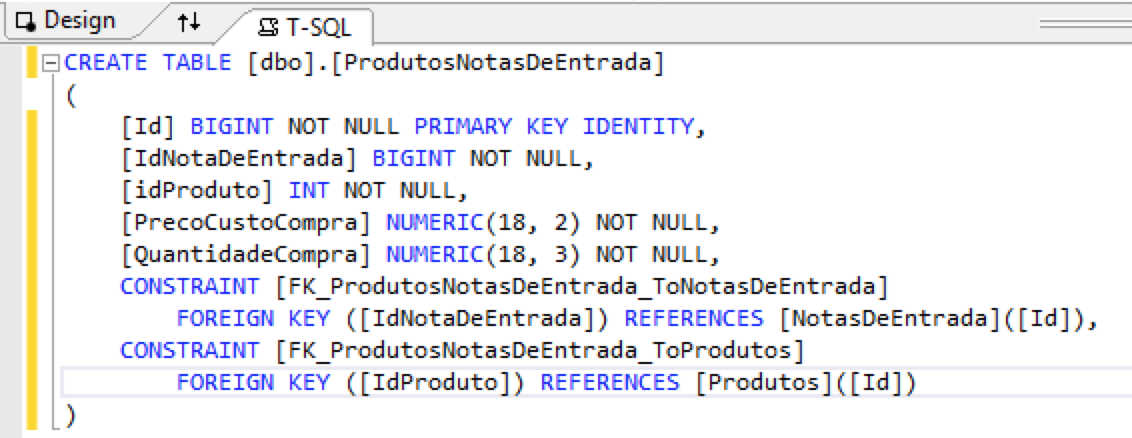 Design T-SQL
CREATE TABLE [dbo].[ProdutosNotasDeEntrada]
(
[Id] BIGINT NOT NULL PRIMARY KEY IDENTITY,
[IdNotaDeEntrada] BIGINT NOT NULL,
[idProduto] INT NOT NULL,
[PrecoCustoCompra] NUMERIC(18, 2) NOT NULL,
[QuantidadeCompra] NUMERIC(18, 3) NOT NULL,
CONSTRAINT [FK_ProdutosNotasDeEntrada_ToNotasDeEntrada]
FOREIGN KEY ([IdNotaDeEntrada]) REFERENCES [NotasDeEntrada]([Id]),
CONSTRAINT [FK_ProdutosNotasDeEntrada_ToProdutos]
FOREIGN KEY ([IdProduto]) REFERENCES [Produtos]([Id])
)